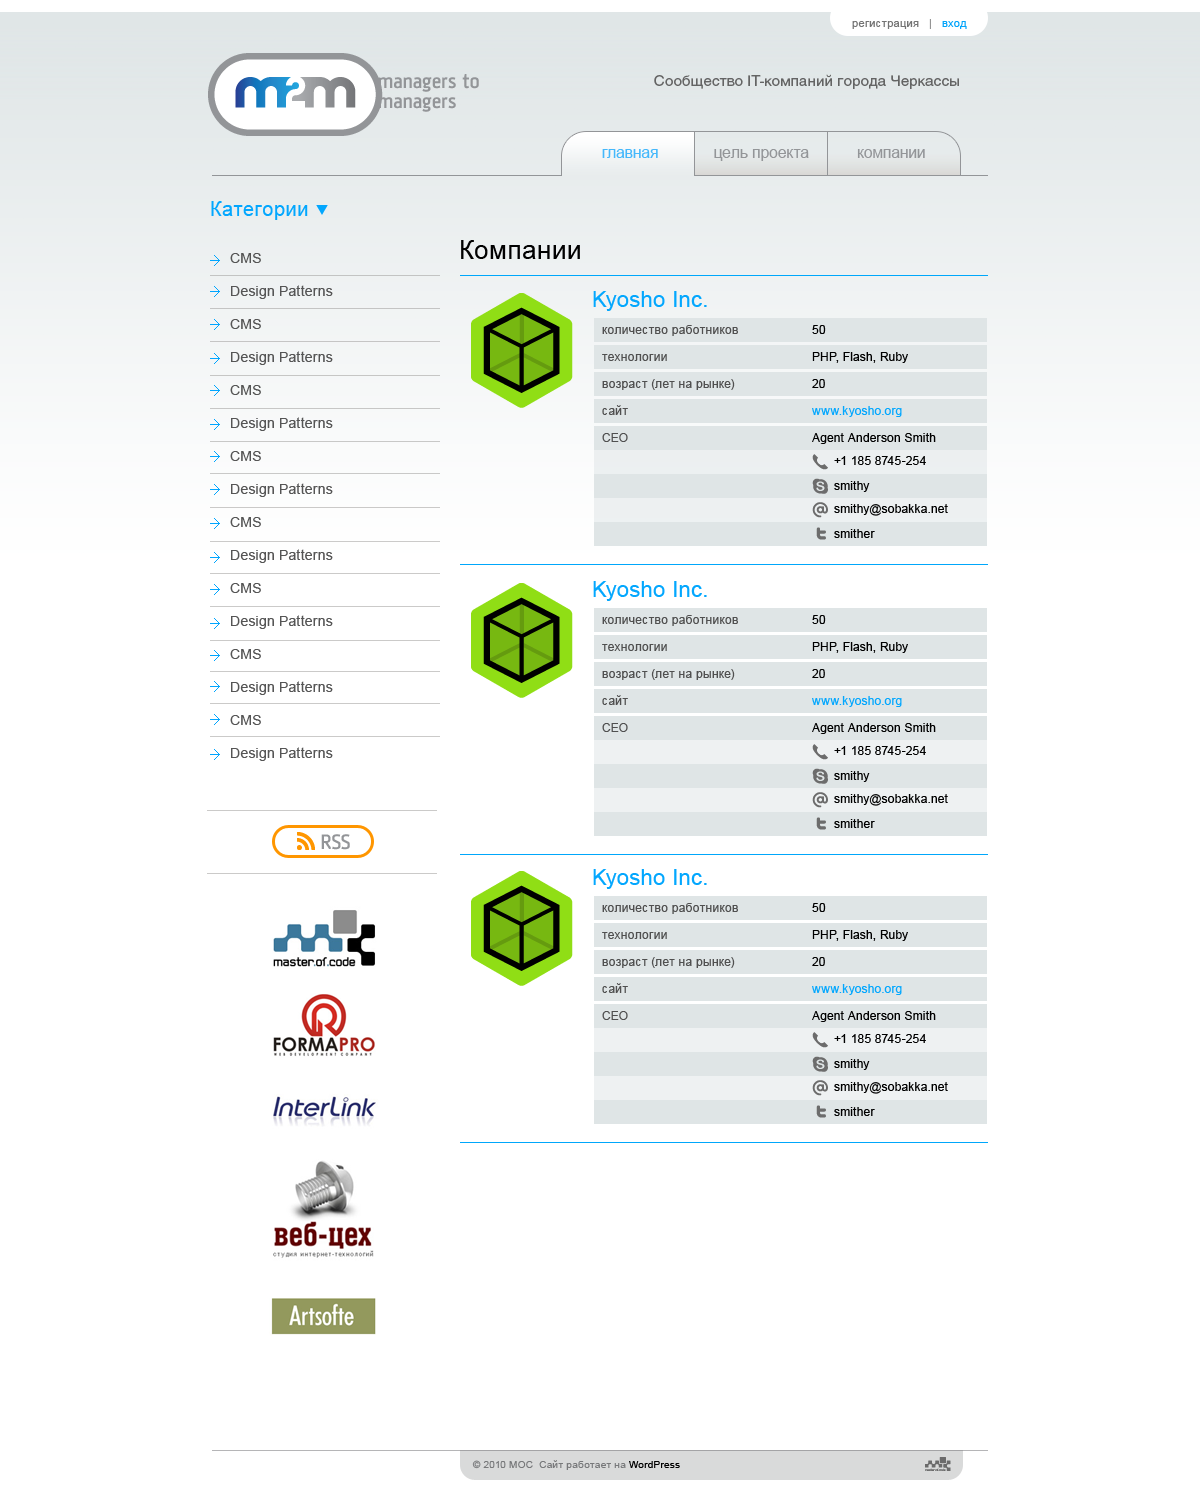 регистрация | вход
m2m
managers to
managers
Сообщество IT-компаний города Черкассы
главная
цель проекта
компании
Категории ▼
CMS
Design Patterns
CMS
Design Patterns
CMS
Design Patterns
CMS
Design Patterns
CMS
Design Patterns
CMS
Design Patterns
CMS
Design Patterns
CMS
Design Patterns
RSS
master.of.code
FORMAPRO
WEB DEVELOPMENT COMPANY
InterLink
веб-цех
студия интернет-технологий
Artsofte
Компании
Kyosho Inc.
количество работников 50
технологии PHP, Flash, Ruby
возраст (лет на рынке) 20
сайт www.kyosho.org
CEO Agent Anderson Smith
+1 185 8745-254
smithy
smithy@sobakka.net
smither
Kyosho Inc.
количество работников 50
технологии PHP, Flash, Ruby
возраст (лет на рынке) 20
сайт www.kyosho.org
CEO Agent Anderson Smith
+1 185 8745-254
smithy
smithy@sobakka.net
smither
Kyosho Inc.
количество работников 50
технологии PHP, Flash, Ruby
возраст (лет на рынке) 20
сайт www.kyosho.org
CEO Agent Anderson Smith
+1 185 8745-254
smithy
smithy@sobakka.net
smither
© 2010 MOC Сайт работает на WordPress